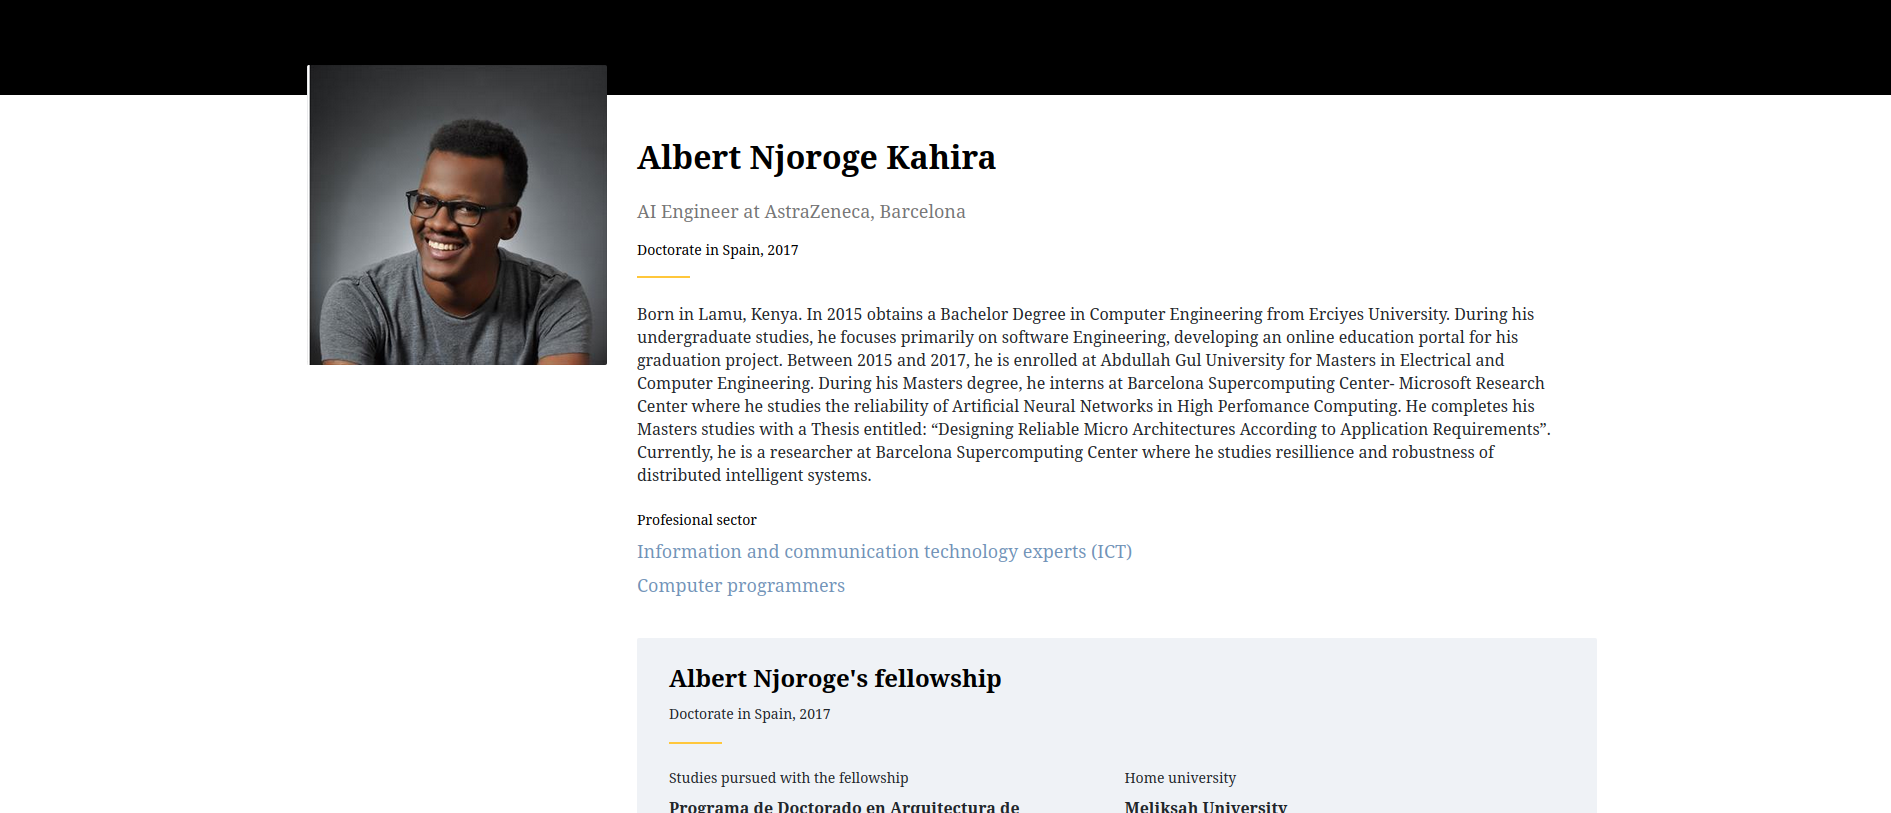 Albert Njoroge Kahira
AI Engineer at AstraZeneca, Barcelona
Doctorate in Spain, 2017
Born in Lamu, Kenya. In 2015 obtains a Bachelor Degree in Computer Engineering from Erciyes University. During his
undergraduate studies, he focuses primarily on software Engineering, developing an online education portal for his
graduation project. Between 2015 and 2017, he is enrolled at Abdullah Gul University for Masters in Electrical and
Computer Engineering. During his Masters degree, he interns at Barcelona Supercomputing Center- Microsoft Research
Center where he studies the reliability of Artificial Neural Networks in High Perfomance Computing. He completes his
Masters studies with a Thesis entitled: “Designing Reliable Micro Architectures According to Application Requirements”.
Currently, he is a researcher at Barcelona Supercomputing Center where he studies resillience and robustness of
distributed intelligent systems.
Profesional sector
Information and communication technology experts (ICT)
Computer programmers
Albert Njoroge's fellowship
Doctorate in Spain, 2017
Studies pursued with the fellowship
Programa de Doctorado en Arquitectura de
Home university
Meliksah University